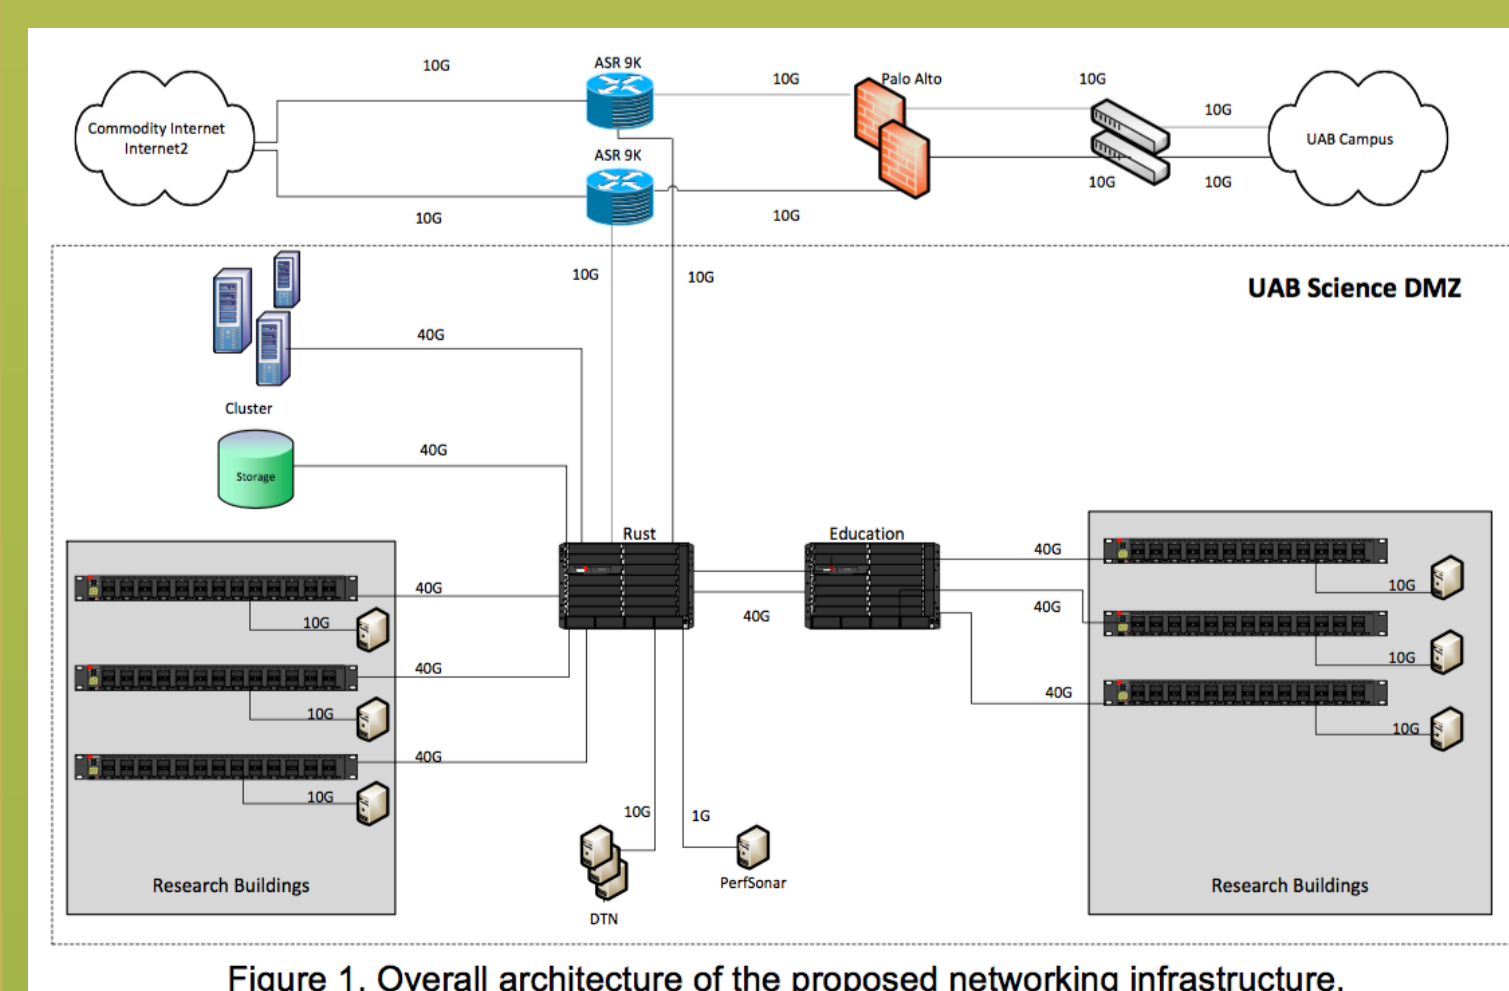 10G
ASR 9K
10G
Palo Alto
10G
10G
Commodity Internet
Internet2
UAB Campus
ASR 9K
10G
10G
10G
10G
10G
10G
UAB Science DMZ
40G
Cluster
40G
Storage
Rust
Education
40G
10G
40G
10G
40G
10G
40G
40G
10G
40G
10G
40G
10G
40G
10G
1G
PerfSonar
DTN
Research Buildings
Research Buildings
Figure 1. Overall architecture of the proposed networking infrastructure.